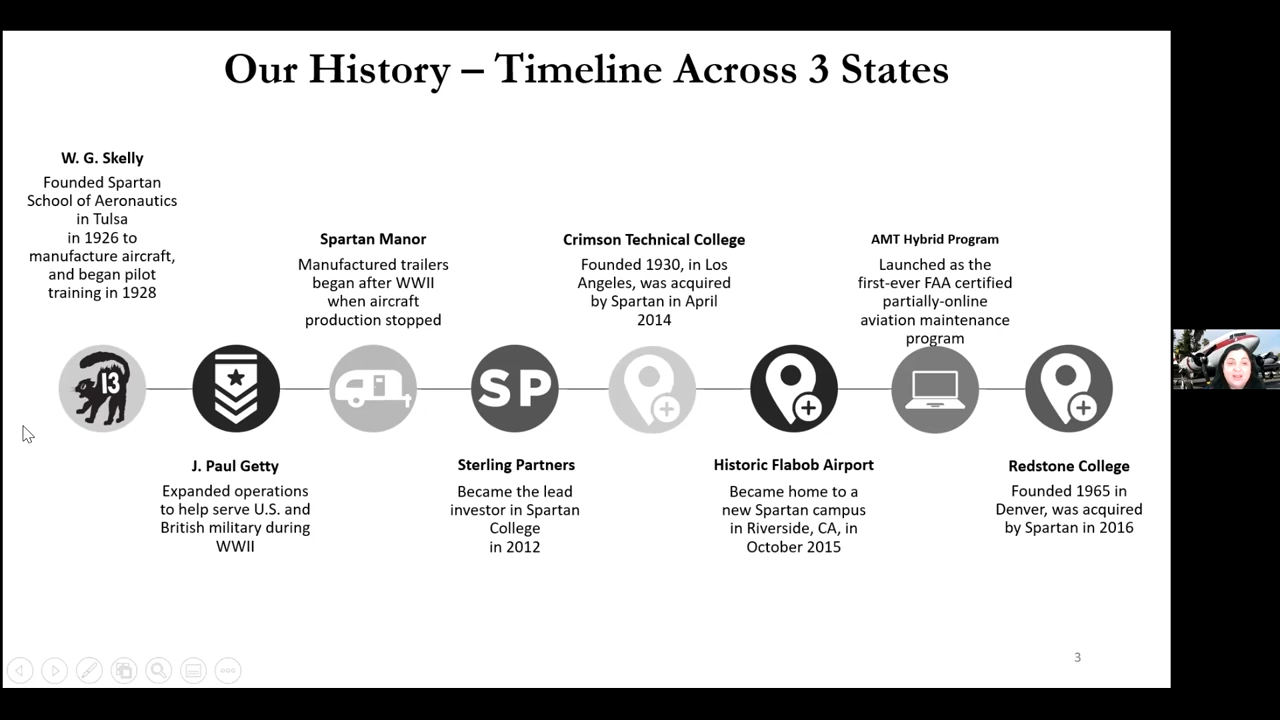 Our History – Timeline Across 3 States
W. G. Skelly
Founded Spartan
School of Aeronautics
in Tulsa
in 1926 to
manufacture aircraft,
and began pilot
training in 1928
Spartan Manor
Manufactured trailers
began after WWII
when aircraft
production stopped
Crimson Technical College
Founded 1930, in Los
Angeles, was acquired
by Spartan in April
2014
AMT Hybrid Program
Launched as the
first-ever FAA certified
partially-online
aviation maintenance
program
13
SP
J. Paul Getty
Expanded operations
to help serve U.S. and
British military during
WWII
Sterling Partners
Became the lead
investor in Spartan
College
in 2012
Historic Flabob Airport
Became home to a
new Spartan campus
in Riverside, CA, in
October 2015
Redstone College
Founded 1965 in
Denver, was acquired
by Spartan in 2016
3